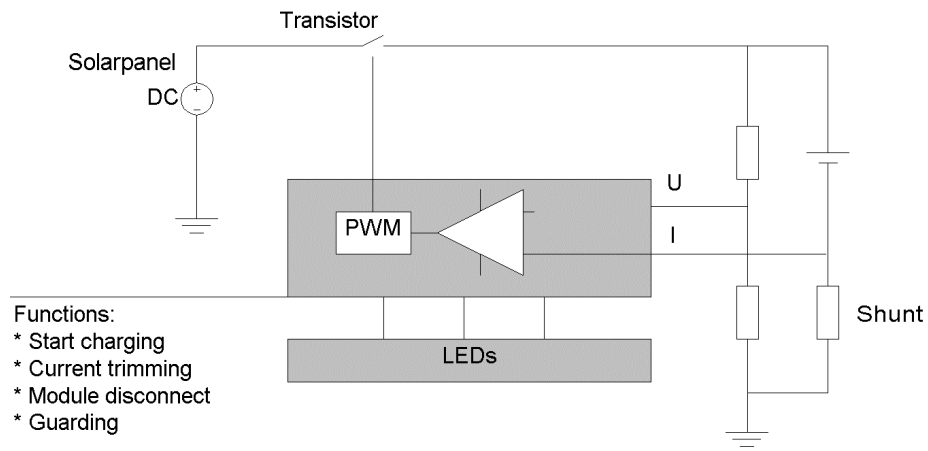 Transistor
Solarpanel
DC
+
−
U
PWM
I
Functions:
* Start charging
* Current trimming
* Module disconnect
* Guarding
LEDs
Shunt